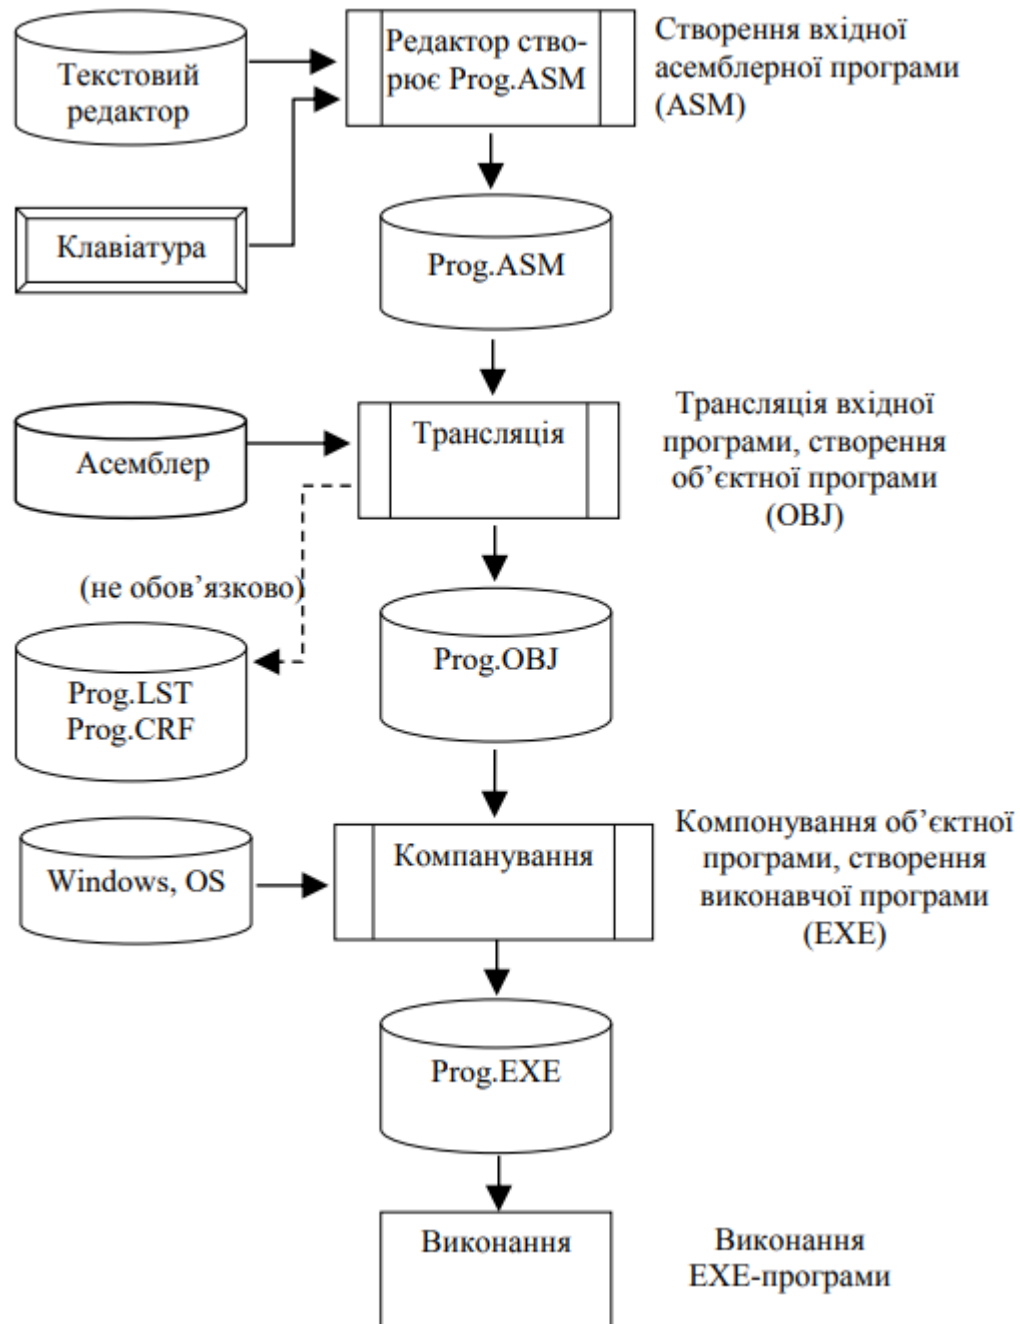 Текстовий
редактор
Редактор ство-
рює Prog.ASM
Створення вхідної
асемблерної програми
(ASM)
Клавіатура
Prog.ASM
Асемблер
Трансляція
Трансляція вхідної
програми, створення
об’єктної програми
(OBJ)
(не обов’язково)
Prog.LST
Prog.CRF
Prog.OBJ
Windows, OS
Компанування
Компонування об’єктної
програми, створення
виконавчої програми
(EXE)
Prog.EXE
Виконання
Виконання
EXE-програми